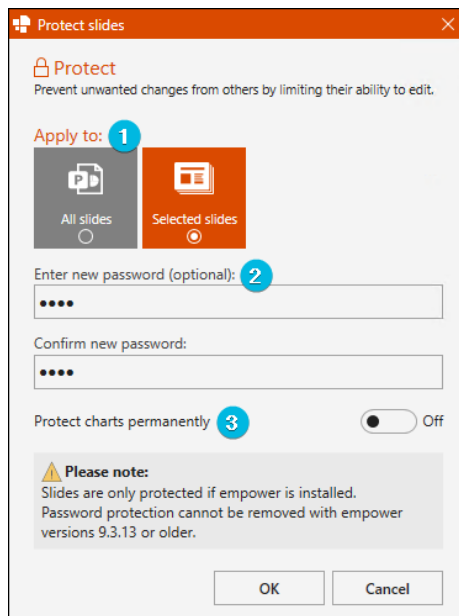 Protect slides
Protect
Prevent unwanted changes from others by limiting their ability to edit.
Apply to: 1
All slides
Selected slides
Enter new password (optional): 2
••••
Confirm new password:
••••
Protect charts permanently 3 Off
Please note:
Slides are only protected if empower is installed.
Password protection cannot be removed with empower
versions 9.3.13 or older.
OK Cancel